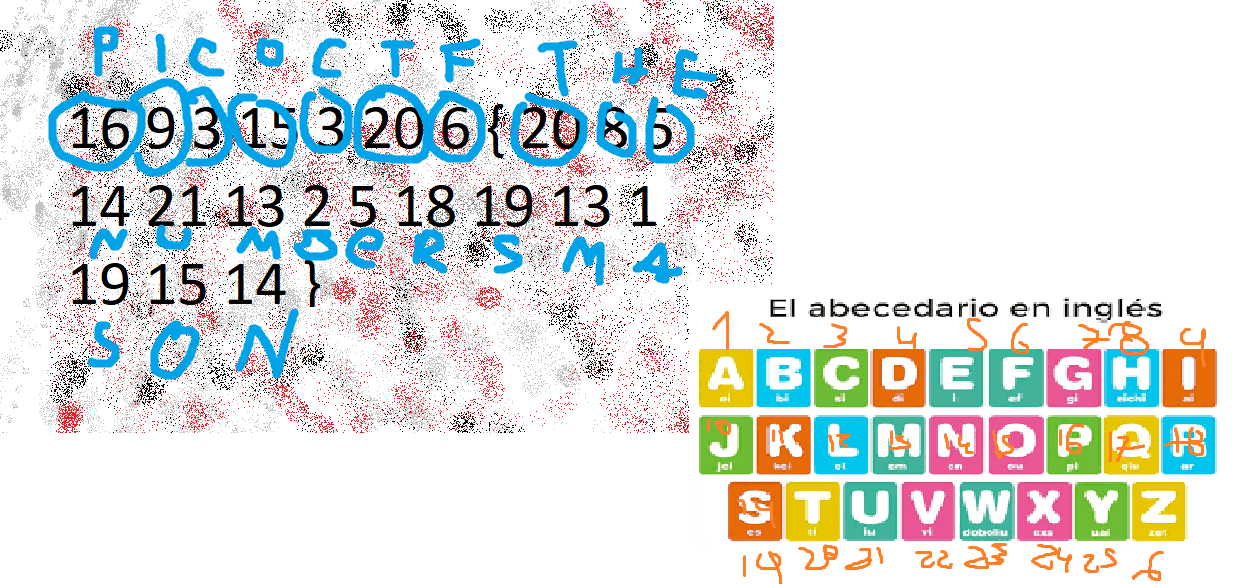 P I C O C T F T H E
16 9 3 15 3 20 6 { 20 8 5
14 21 13 2 5 18 19 13 1
N U M B E R S M A
19 15 14 }
S O N
El abecedario en inglés
1 2 3 4 5 6 7 8 9
A B C D E F G H I
ei bi si di i ef gi eichi ai
J K L M N O P Q R
10 11 12 13 14 15 16 17 18
jei kei el em en ou pi qiu ar
S T U V W X Y Z
es ti iu vi dobeliu exs uai zet
19 20 21 22 23 24 25 6